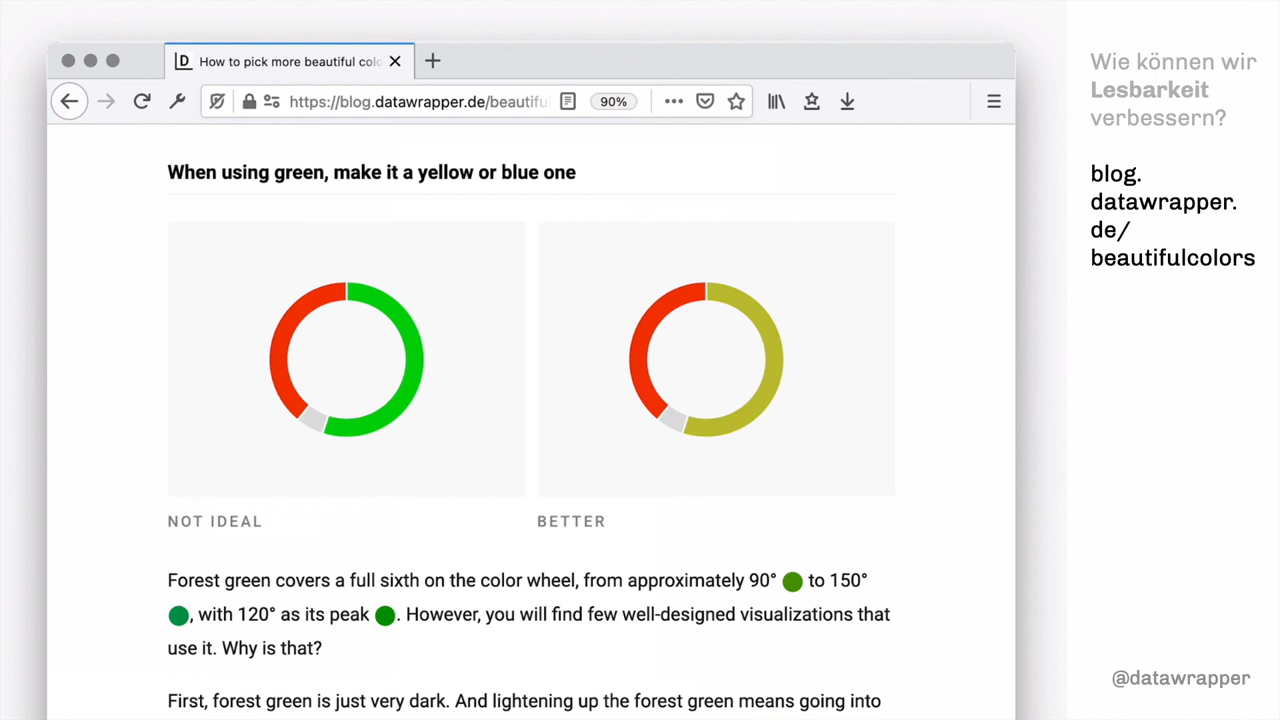 How to pick more beautiful colo
https://blog.datawrapper.de/beautiful
90%
When using green, make it a yellow or blue one
NOT IDEAL
BETTER
Forest green covers a full sixth on the color wheel, from approximately 90° to 150°
, with 120° as its peak . However, you will find few well-designed visualizations that
use it. Why is that?
First, forest green is just very dark. And lightening up the forest green means going into
Wie können wir
Lesbarkeit
verbessern?
blog.
datawrapper.
de/
beautifulcolors
@datawrapper